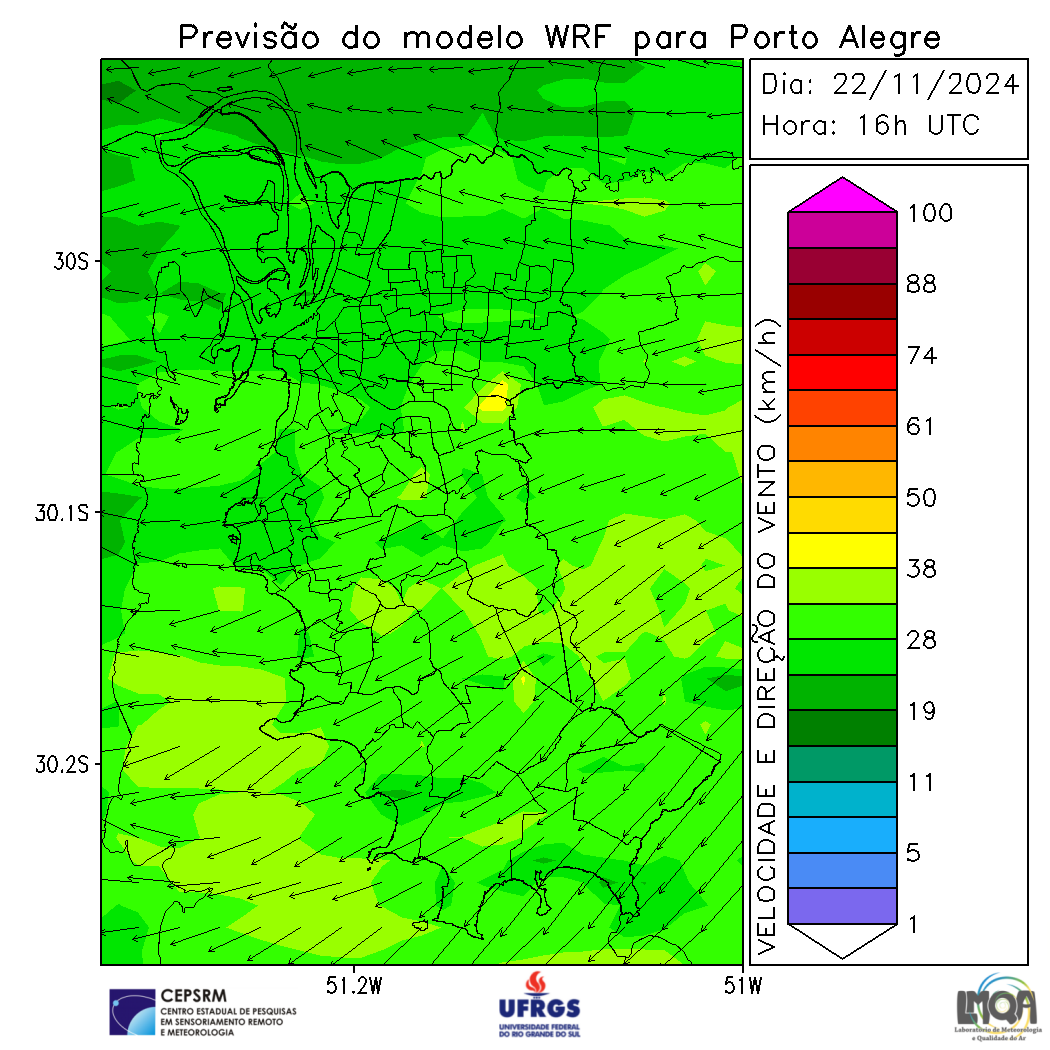 Previsão do modelo WRF para Porto Alegre
Dia: 22/11/2024
Hora: 16h UTC
30S
30.1S
30.2S
51.2W
51W
VELOCIDADE E DIREÇÃO DO VENTO (km/h)
100
88
74
61
50
38
28
19
11
5
1
CEPSRM
CENTRO ESTADUAL DE PESQUISAS
EM SENSORIAMENTO REMOTO
E METEOROLOGIA
UFRGS
UNIVERSIDADE FEDERAL
DO RIO GRANDE DO SUL
LMQA
Laboratório de Meteorologia
e Qualidade do Ar